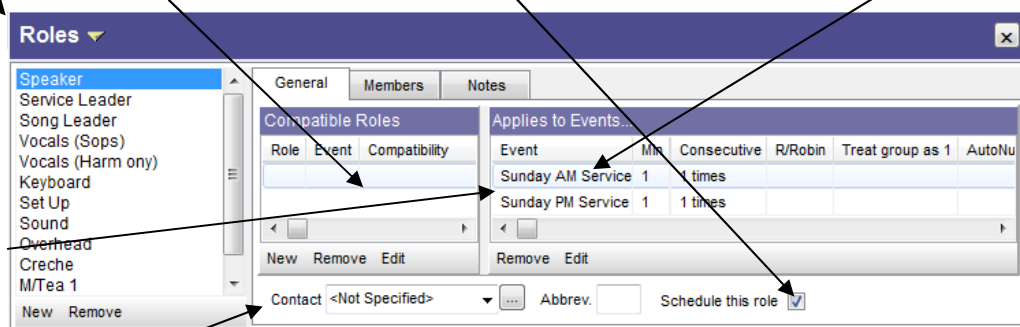 Roles
Speaker
Service Leader
Song Leader
Vocals (Sops)
Vocals (Harm ony)
Keyboard
Set Up
Sound
Overhead
Creche
M/Tea 1
New Remove
General Members Notes
Compatible Roles
Role Event Compatibility
New Remove Edit
Applies to Events...
Event Min Consecutive R/Robin Treat group as 1 AutoNu
Sunday AM Service 1 1 times
Sunday PM Service 1 1 times
Remove Edit
Contact <Not Specified> ... Abbrev. Schedule this role